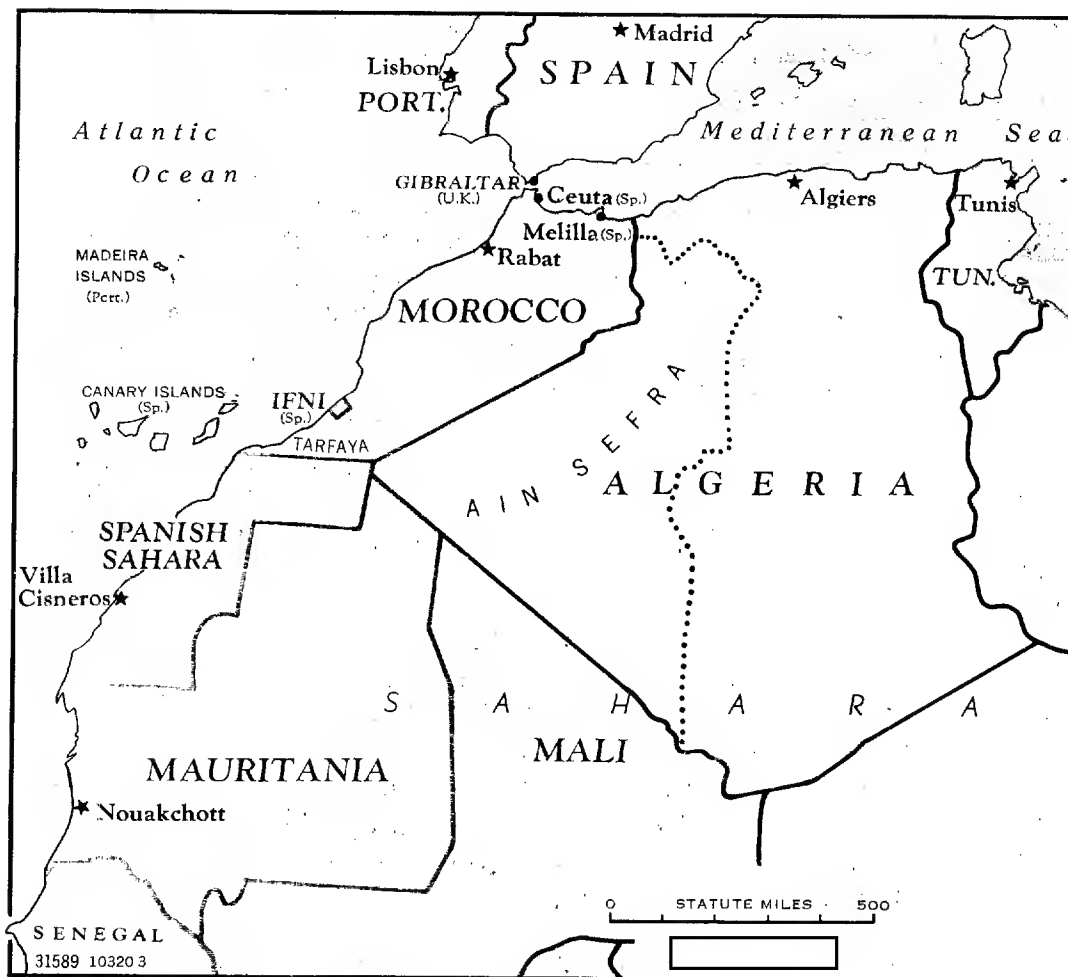 Madrid
Lisbon
SPAIN
PORT.
Atlantic
Ocean
Mediterranean Sea
GIBRALTAR
(U.K.)
Ceuta (Sp.)
Algiers
Tunis
Melilla (Sp.)
Rabat
MADEIRA
ISLANDS
(Port.)
TUN.
MOROCCO
CANARY ISLANDS
(Sp.)
IFNI
(Sp.)
TARFAYA
AIN SEFRA
ALGERIA
SPANISH
SAHARA
Villa
Cisneros
SAHARA
MALI
MAURITANIA
Nouakchott
0 STATUTE MILES 500
SENEGAL
31589 10320 3